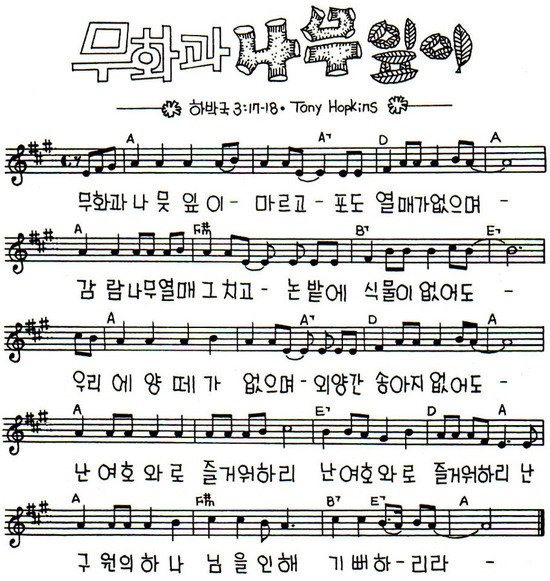 무화과 나무 잎이
하박국 3:17-18 • Tony Hopkins
A A7 D A
무화과 나 뭇 잎 이 - 마르고 - 포도 열 매가없으며 -
A F#m B7 E7
감 람나무열매 그 치고 - 논 밭에 식물이 없어도 -
A A7 D A
우리 에 양 떼 가 없으며 - 외양간 송아지 없어도 -
A E7 D A
난 여호 와 로 즐거워하리 난여호와로 즐거워하리 난
A F#m B7 E7 A
구 원의 하 나 님 을 인해 기 뻐하 - 리라 -